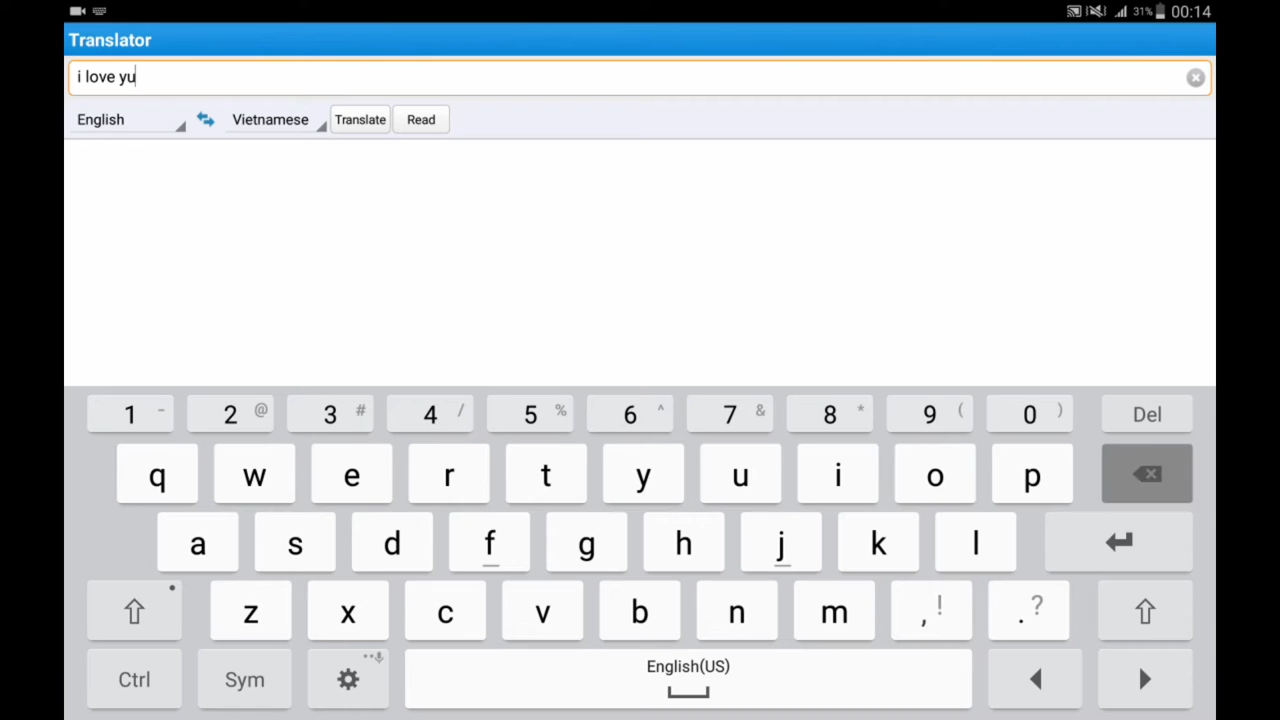 31% 00:14
Translator
i love yu
English Vietnamese Translate Read
1 - 2 @ 3 # 4 / 5 % 6 ^ 7 & 8 * 9 ( 0 ) Del
q w e r t y u i o p
a s d f g h j k l
z x c v b n m , ! . ?
Ctrl Sym English(US)